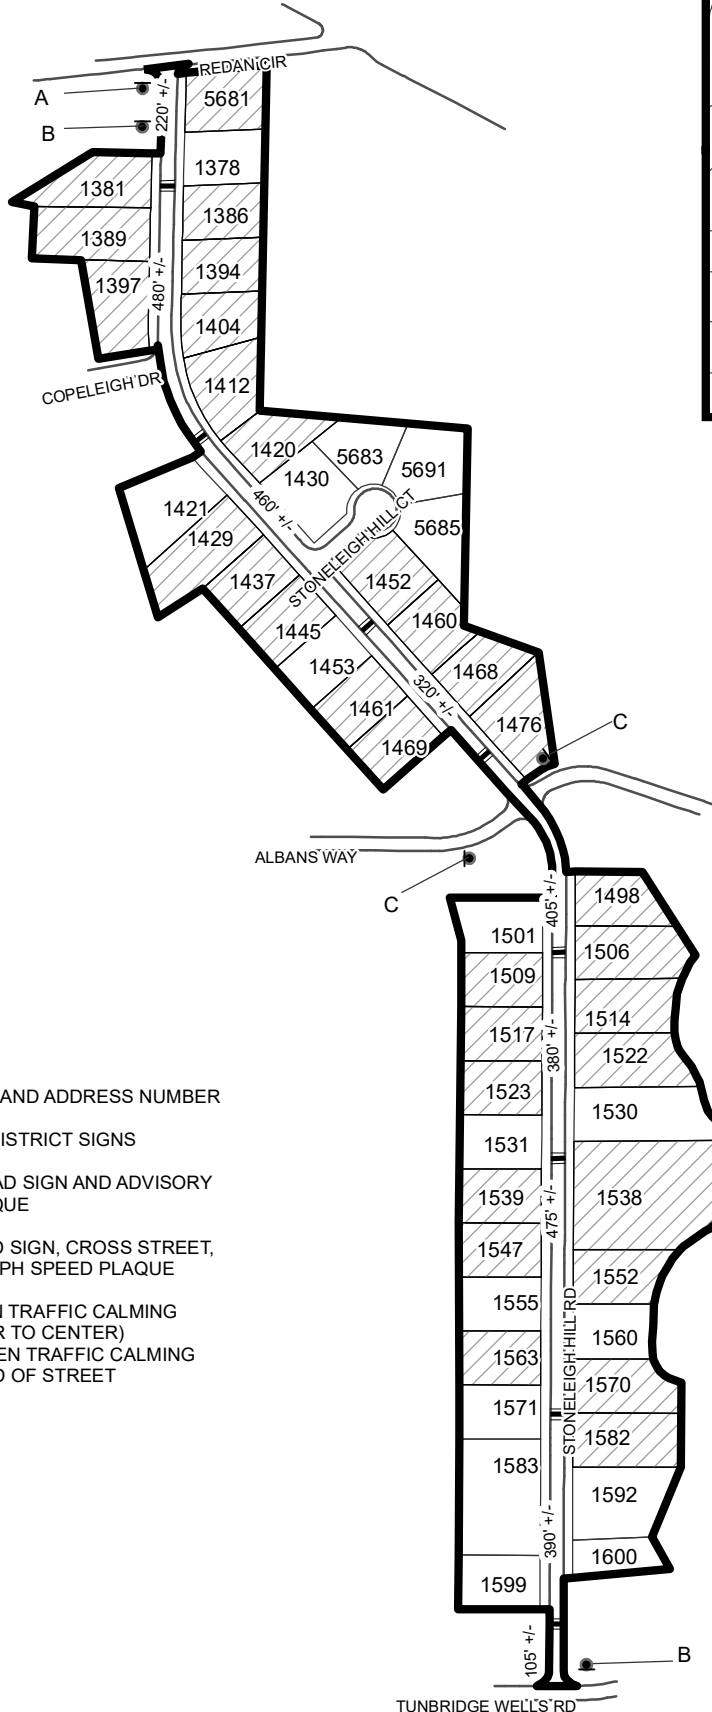 REDAN CIR
A
5681
220' +/-
B
1378
1381
1386
1389
1394
1397
480' +/-
1404
COPELEIGH DR
1412
1420
5683
1430
5691
1421
460' +/-
5685
1429
STONELEIGH HILL CT
1437
1452
1445
1460
1453
1468
1461
320' +/-
1469
1476
C
ALBANS WAY
C
405' +/-
1498
1501
1506
1509
1514
1517
380' +/-
1522
1523
1530
1531
1539
1538
475' +/-
1547
1552
1555
1560
1563
STONELEIGH HILL RD
1570
1571
1582
1583
1592
390' +/-
1600
1599
105' +/-
B
TUNBRIDGE WELLS RD
AND ADDRESS NUMBER
ISTRICT SIGNS
AD SIGN AND ADVISORY
QUE
D SIGN, CROSS STREET,
PH SPEED PLAQUE
N TRAFFIC CALMING
R TO CENTER)
EN TRAFFIC CALMING
D OF STREET